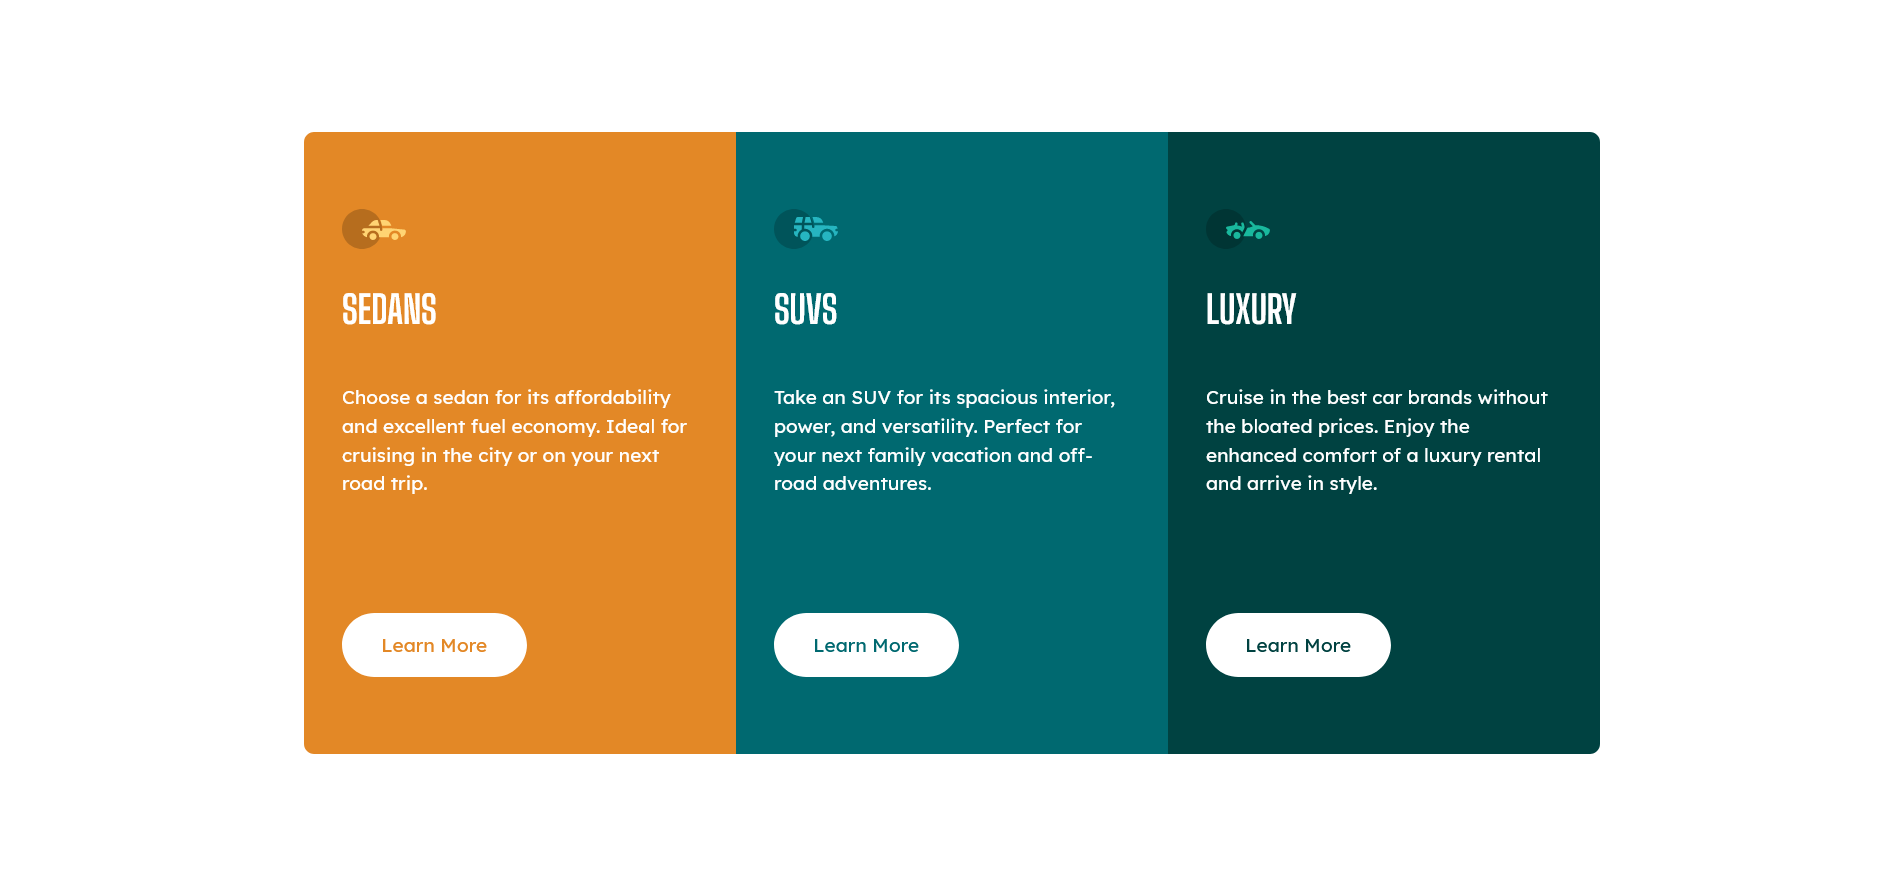 SEDANS
Choose a sedan for its affordability
and excellent fuel economy. Ideal for
cruising in the city or on your next
road trip.
Learn More
SUVS
Take an SUV for its spacious interior,
power, and versatility. Perfect for
your next family vacation and off-
road adventures.
Learn More
LUXURY
Cruise in the best car brands without
the bloated prices. Enjoy the
enhanced comfort of a luxury rental
and arrive in style.
Learn More